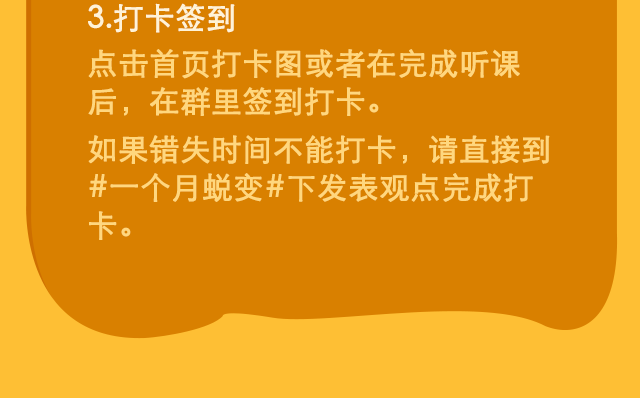 3.打卡签到
点击首页打卡图或者在完成听课
后，在群里签到打卡。
如果错失时间不能打卡，请直接到
#一个月蜕变#下发表观点完成打
卡。